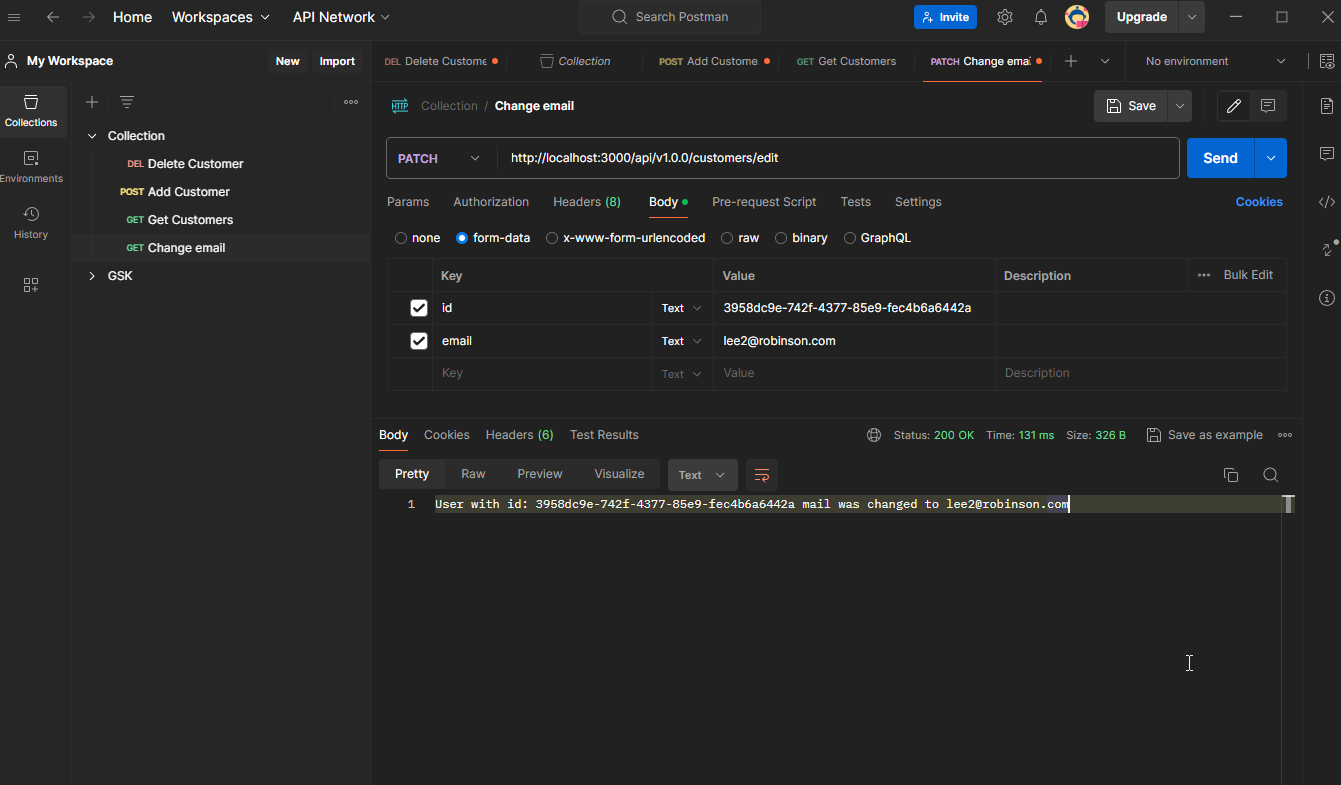 Home Workspaces API Network Search Postman Invite Upgrade
My Workspace New Import DEL Delete Custome Collection POST Add Custome GET Get Customers PATCH Change emai No environment
Collections
Environments
History
Collection
DEL Delete Customer
POST Add Customer
GET Get Customers
GET Change email
GSK
HTTP Collection / Change email Save
PATCH http://localhost:3000/api/v1.0.0/customers/edit Send
Params Authorization Headers (8) Body Pre-request Script Tests Settings Cookies
none form-data x-www-form-urlencoded raw binary GraphQL
Key Value Description Bulk Edit
id Text 3958dc9e-742f-4377-85e9-fec4b6a6442a
email Text lee2@robinson.com
Key Text Value Description
Body Cookies Headers (6) Test Results Status: 200 OK Time: 131 ms Size: 326 B Save as example
Pretty Raw Preview Visualize Text
1 User with id: 3958dc9e-742f-4377-85e9-fec4b6a6442a mail was changed to lee2@robinson.com